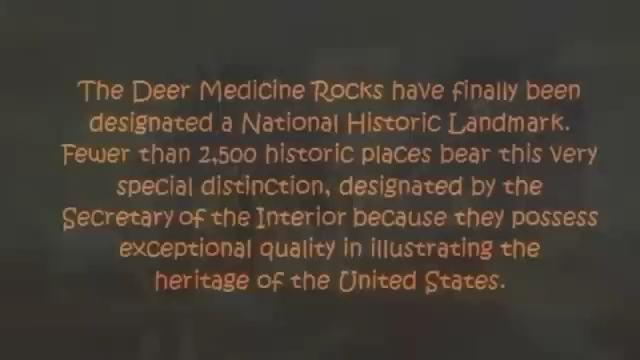 The Deer Medicine Rocks have finally been
designated a National Historic Landmark.
Fewer than 2,500 historic places bear this very
special distinction, designated by the
Secretary of the Interior because they possess
exceptional quality in illustrating the
heritage of the United States.